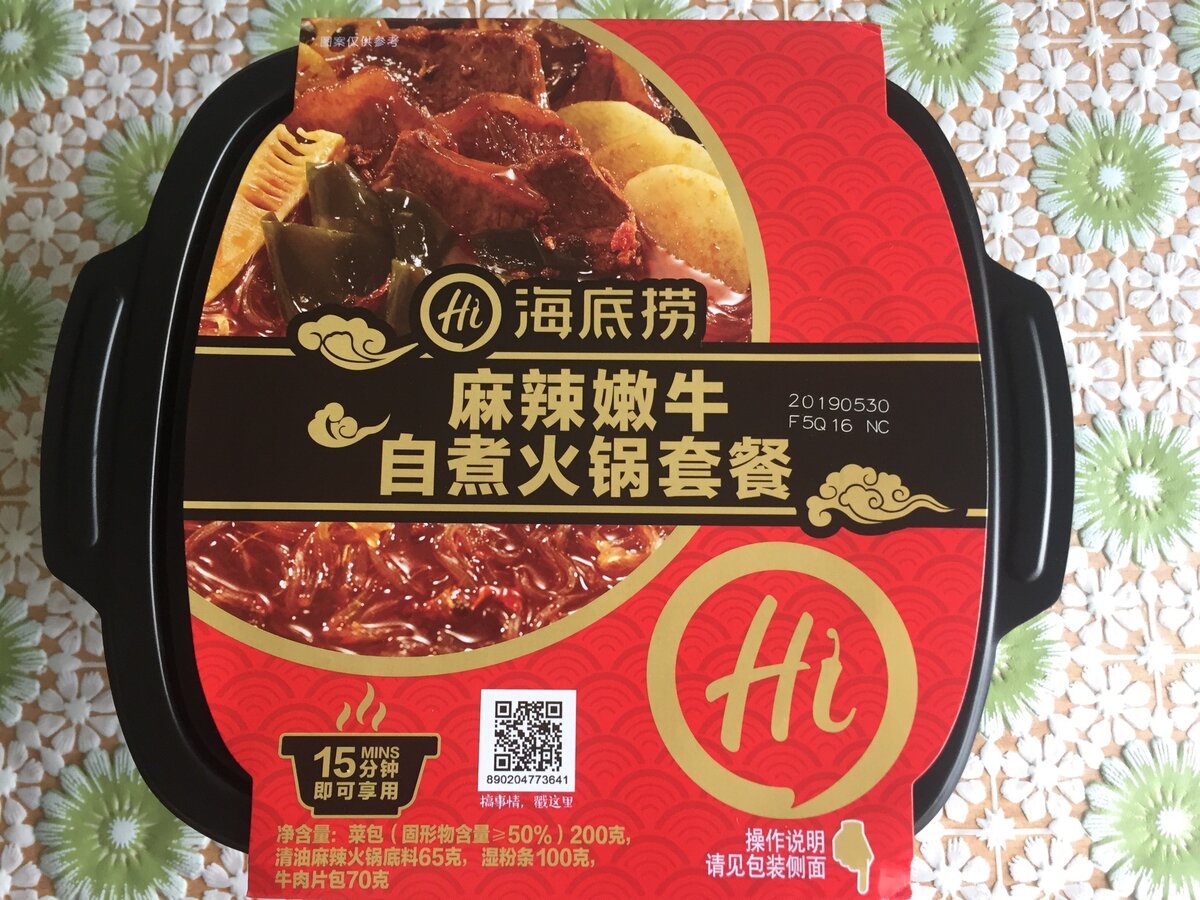 图案仅供参考
Hi 海底捞
麻辣嫩牛
自煮火锅套餐
20190530
F5Q16 NC
Hi
15 MINS
分钟
即可享用
890204773641
搞事情，戳这里
净含量：菜包（固形物含量≥50%）200克，
清油麻辣火锅底料65克，湿粉条100克，
牛肉片包70克
操作说明
请见包装侧面